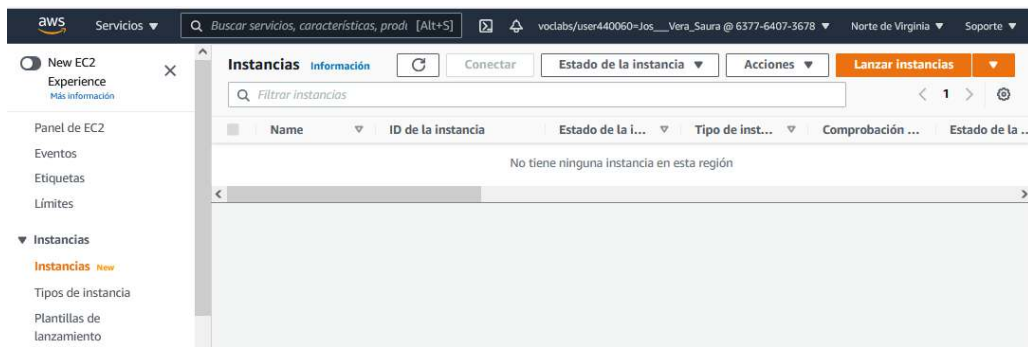 aws
Servicios ▼
Buscar servicios, características, produ [Alt+S]
voclabs/user440060=Jos___Vera_Saura @ 6377-6407-3678 ▼
Norte de Virginia ▼
Soporte ▼
New EC2
Experience
Más información
Panel de EC2
Eventos
Etiquetas
Límites
▼ Instancias
Instancias New
Tipos de instancia
Plantillas de
lanzamiento
Instancias Información
Conectar
Estado de la instancia ▼
Acciones ▼
Lanzar instancias ▼
Filtrar instancias
< 1 >
Name
ID de la instancia
Estado de la i...
Tipo de inst...
Comprobación ...
Estado de la ...
No tiene ninguna instancia en esta región